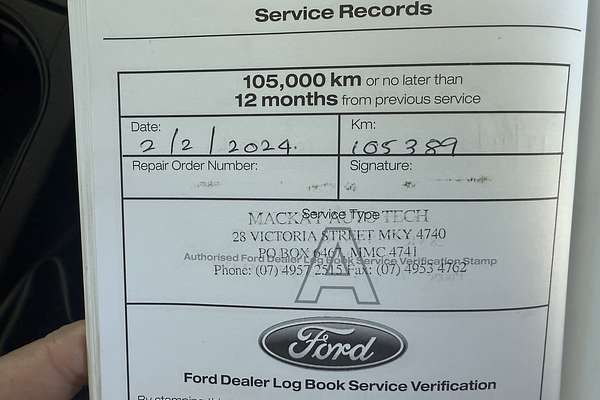 Service Records
105,000 km or no later than
12 months from previous service
Date:
2/2/2024.
Km:
105389
Repair Order Number:
Signature:
Service Type
MACKAY AUTO TECH
28 VICTORIA STREET MKY 4740
PO BOX 6461 MMC 4741
Authorised Ford Dealer Log Book Service Verification Stamp
Phone: (07) 4957 2515 Fax: (07) 4953 4762
A
Ford
Ford Dealer Log Book Service Verification